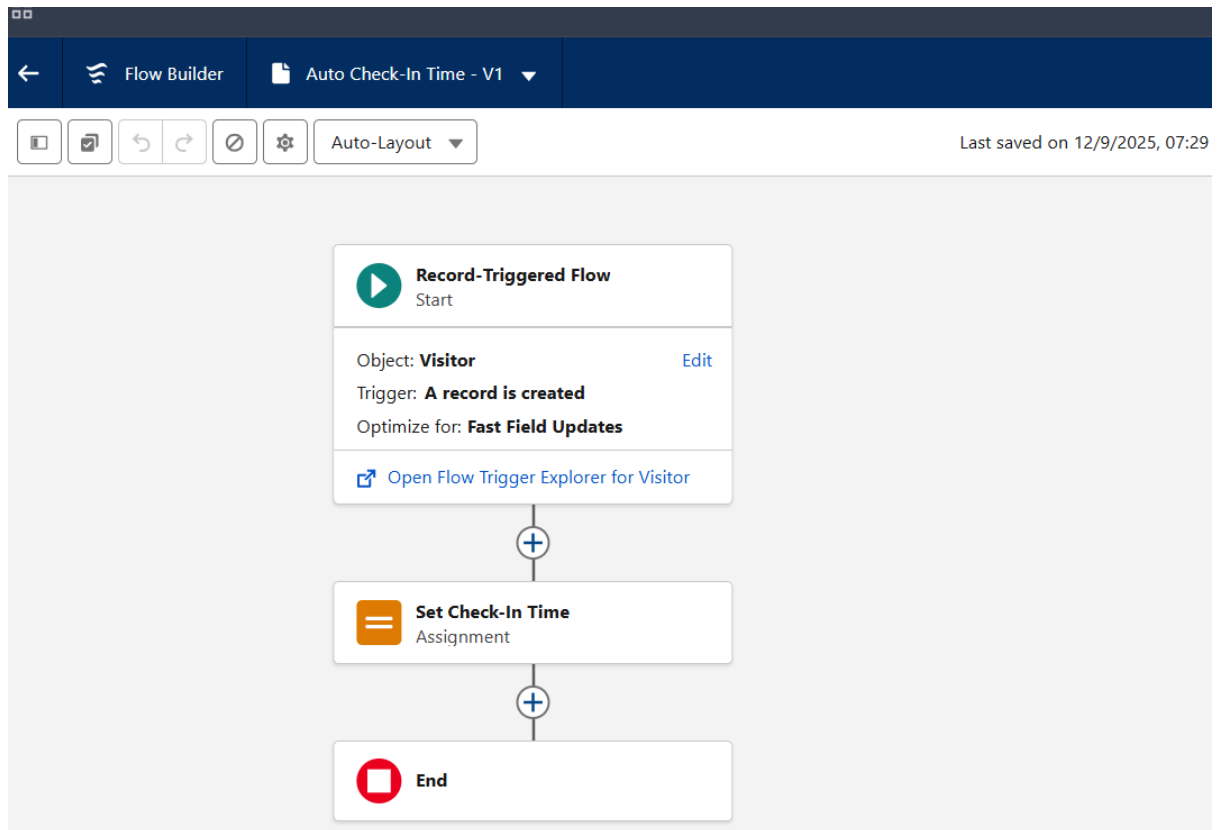 Flow Builder
Auto Check-In Time - V1
Auto-Layout
Last saved on 12/9/2025, 07:29
Record-Triggered Flow
Start
Object: Visitor
Edit
Trigger: A record is created
Optimize for: Fast Field Updates
Open Flow Trigger Explorer for Visitor
Set Check-In Time
Assignment
End